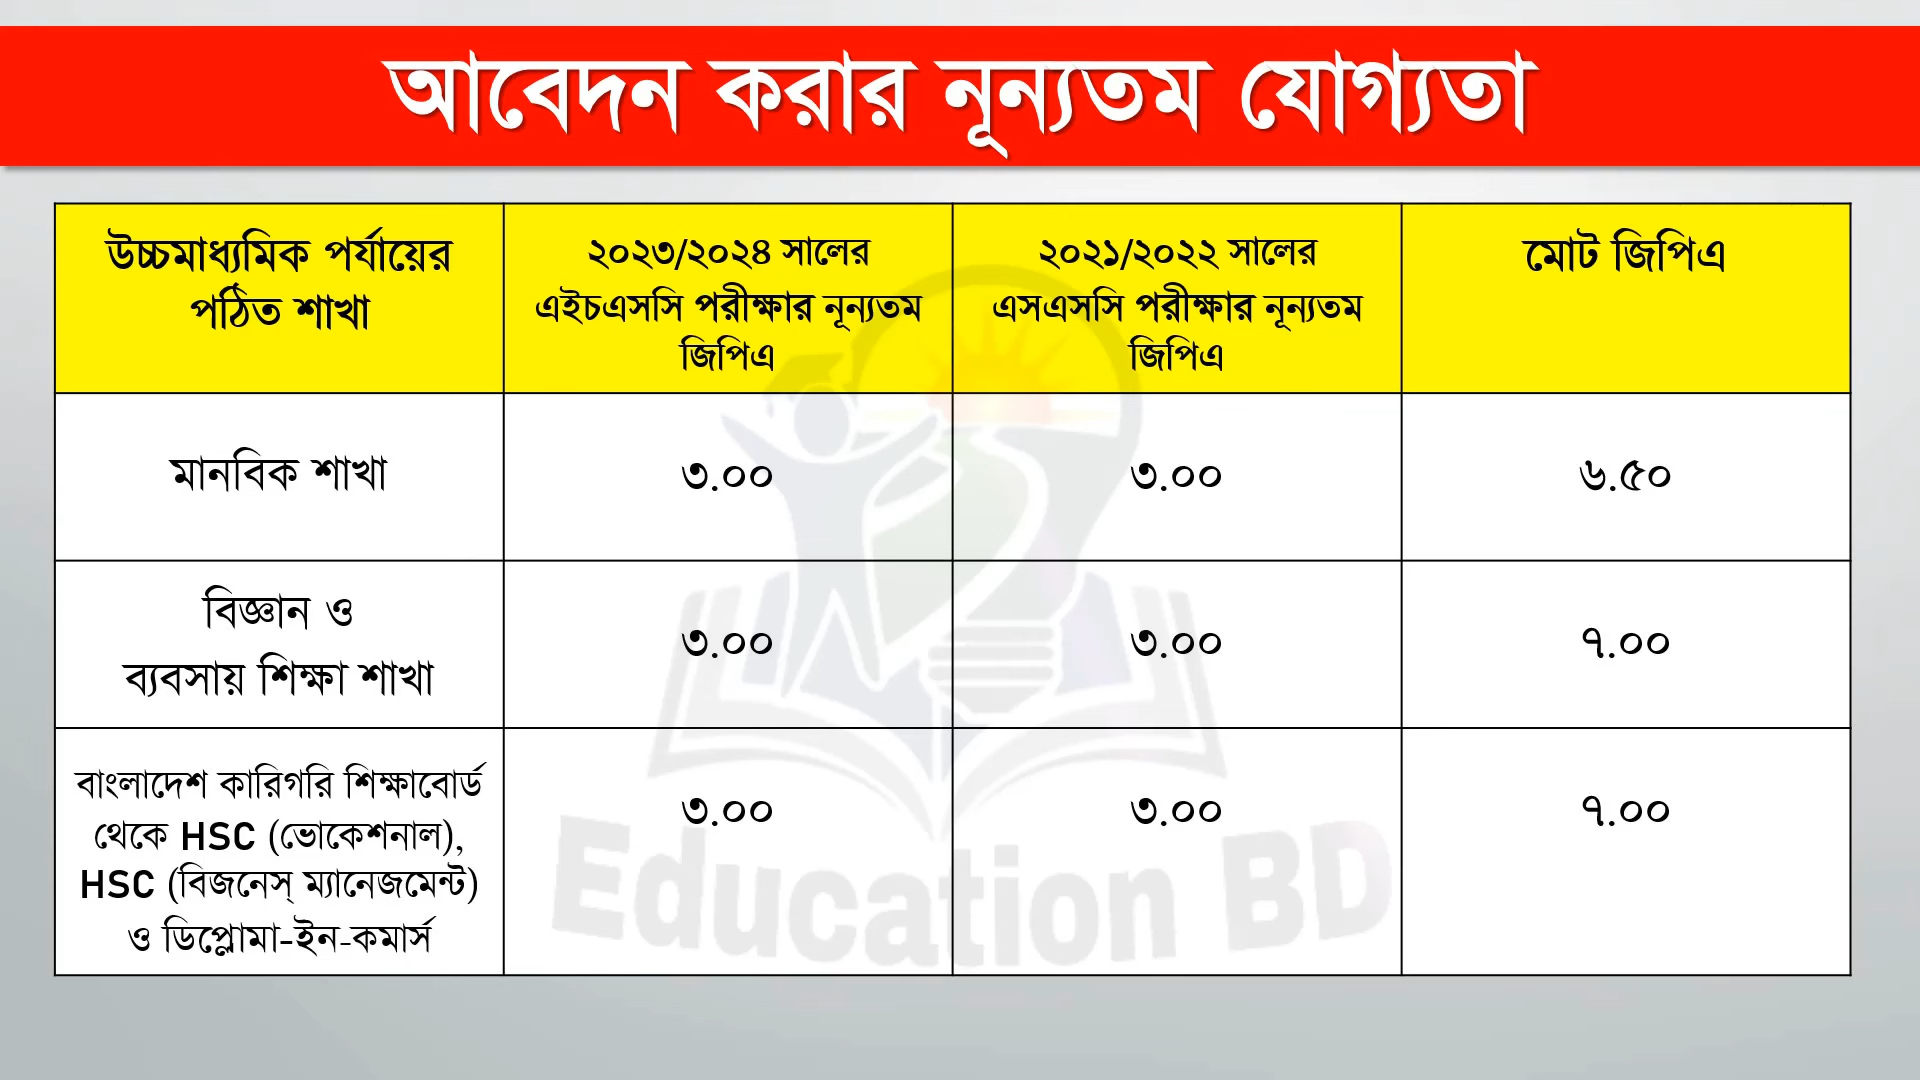 আবেদন করার নূন্যতম যোগ্যতা
উচ্চমাধ্যমিক পর্যায়ের
পঠিত শাখা
২০২৩/২০২৪ সালের
এইচএসসি পরীক্ষার নূন্যতম
জিপিএ
২০২১/২০২২ সালের
এসএসসি পরীক্ষার নূন্যতম
জিপিএ
মোট জিপিএ
মানবিক শাখা
৩.০০
৩.০০
৬.৫০
বিজ্ঞান ও
ব্যবসায় শিক্ষা শাখা
৩.০০
৩.০০
৭.০০
বাংলাদেশ কারিগরি শিক্ষাবোর্ড
থেকে HSC (ভোকেশনাল),
HSC (বিজনেস্ ম্যানেজমেন্ট)
ও ডিপ্লোমা-ইন-কমার্স
৩.০০
৩.০০
৭.০০
Education BD